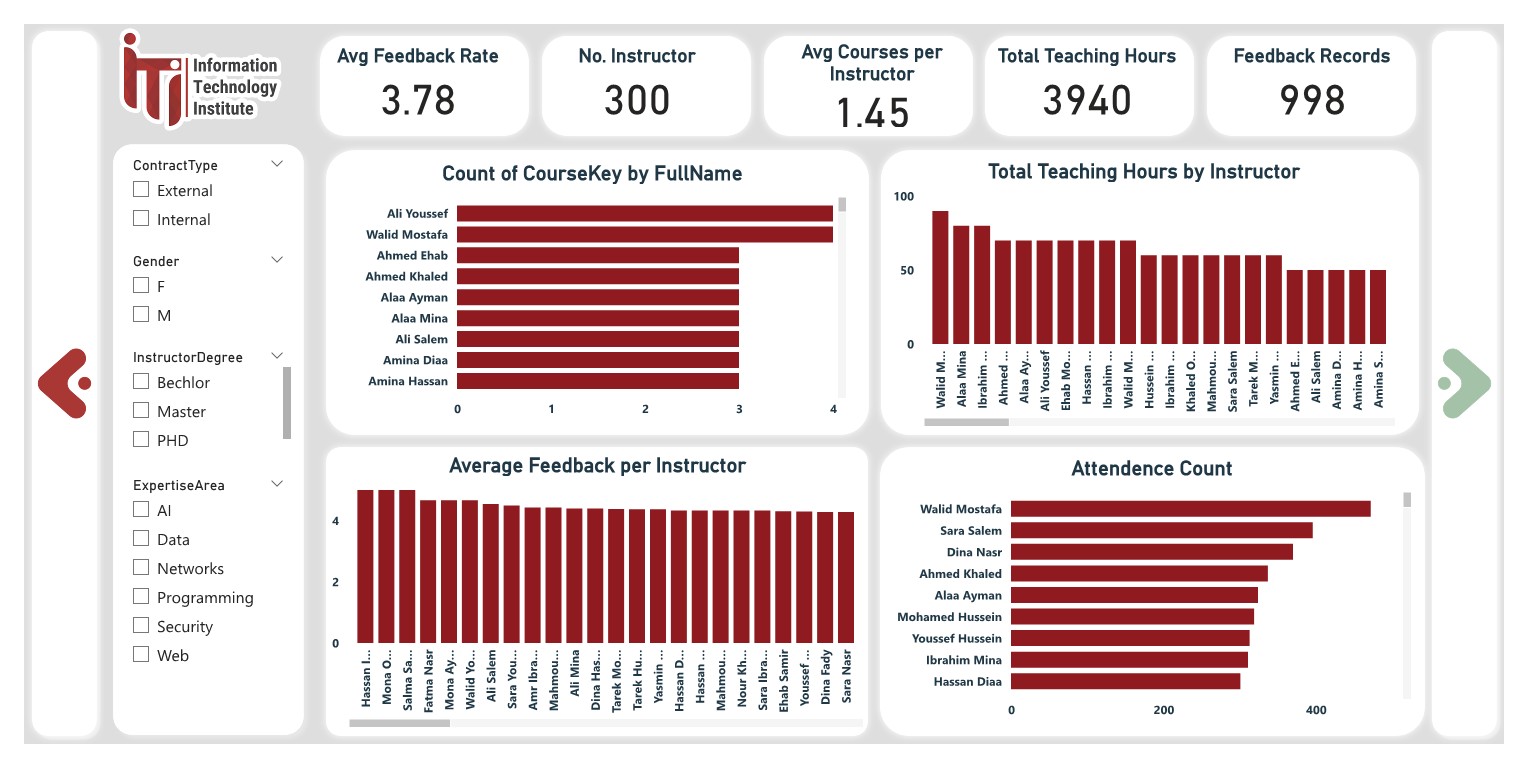 iTi
Information
Technology
Institute
Avg Feedback Rate
3.78
No. Instructor
300
Avg Courses per
Instructor
1.45
Total Teaching Hours
3940
Feedback Records
998
ContractType
External
Internal
Gender
F
M
InstructorDegree
Bechlor
Master
PHD
ExpertiseArea
AI
Data
Networks
Programming
Security
Web
Count of CourseKey by FullName
Ali Youssef
Walid Mostafa
Ahmed Ehab
Ahmed Khaled
Alaa Ayman
Alaa Mina
Ali Salem
Amina Diaa
Amina Hassan
0 1 2 3 4
Total Teaching Hours by Instructor
100
50
0
Walid M...
Alaa Mina
Ibrahim ...
Ahmed ...
Alaa Ay...
Ali Youssef
Ehab Mo...
Hassan ...
Ibrahim ...
Walid M...
Hussein ...
Ibrahim ...
Khaled O...
Mahmou...
Sara Salem
Tarek M...
Yasmin ...
Ahmed E...
Ali Salem
Amina D...
Amina H...
Amina S...
Average Feedback per Instructor
4
2
0
Hassan I...
Mona O...
Salma Sa...
Fatma Nasr
Mona Ay...
Walid Yo...
Ali Salem
Sara You...
Amr Ibra...
Mahmou...
Ali Mina
Dina Has...
Tarek Mo...
Tarek Hu...
Yasmin ...
Hassan D...
Hassan ...
Mahmou...
Nour Kh...
Sara Ibra...
Ehab Samir
Youssef ...
Dina Fady
Sara Nasr
Attendence Count
Walid Mostafa
Sara Salem
Dina Nasr
Ahmed Khaled
Alaa Ayman
Mohamed Hussein
Youssef Hussein
Ibrahim Mina
Hassan Diaa
0 200 400